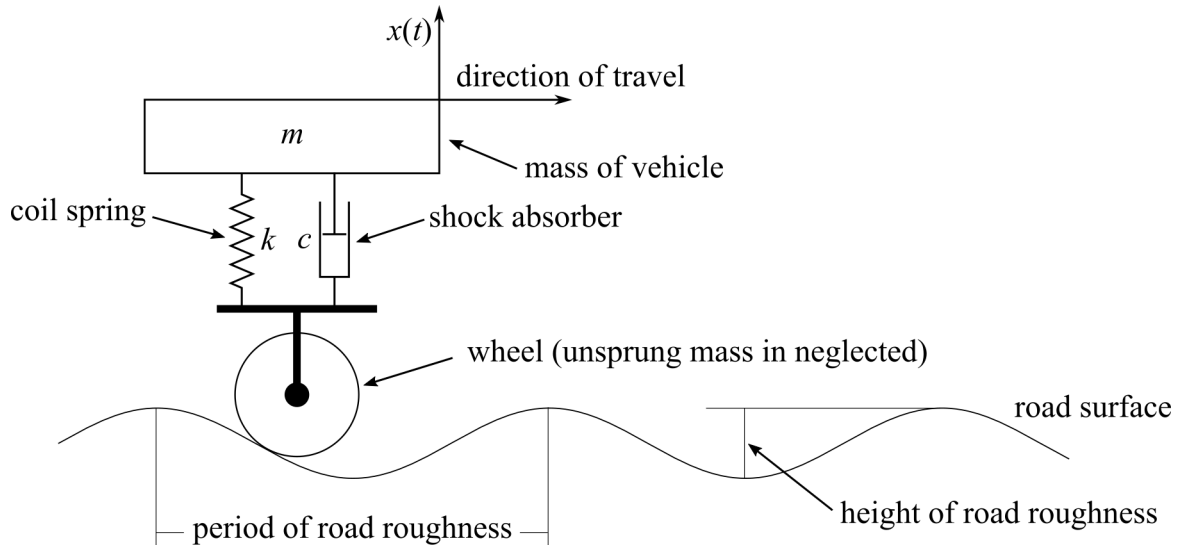 x(t)
direction of travel
m
mass of vehicle
coil spring
shock absorber
k
c
wheel (unsprung mass in neglected)
road surface
height of road roughness
period of road roughness